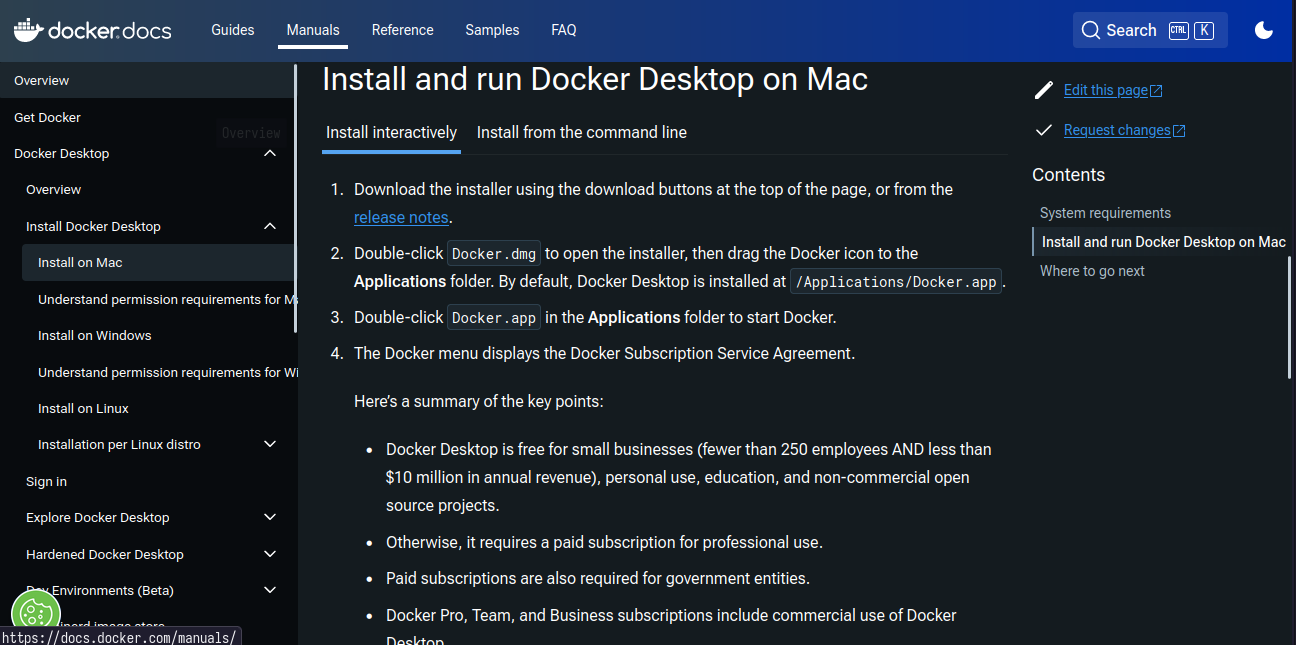 docker.docs
Guides
Manuals
Reference
Samples
FAQ
Search CTRL K
Overview
Get Docker
Overview
Docker Desktop
Overview
Install Docker Desktop
Install on Mac
Understand permission requirements for M
Install on Windows
Understand permission requirements for Wi
Install on Linux
Installation per Linux distro
Sign in
Explore Docker Desktop
Hardened Docker Desktop
Dev Environments (Beta)
nerd image store
https://docs.docker.com/manuals/
Install and run Docker Desktop on Mac
Install interactively
Install from the command line
1. Download the installer using the download buttons at the top of the page, or from the
release notes.
2. Double-click Docker.dmg to open the installer, then drag the Docker icon to the
Applications folder. By default, Docker Desktop is installed at /Applications/Docker.app.
3. Double-click Docker.app in the Applications folder to start Docker.
4. The Docker menu displays the Docker Subscription Service Agreement.
Here’s a summary of the key points:
• Docker Desktop is free for small businesses (fewer than 250 employees AND less than
$10 million in annual revenue), personal use, education, and non-commercial open
source projects.
• Otherwise, it requires a paid subscription for professional use.
• Paid subscriptions are also required for government entities.
• Docker Pro, Team, and Business subscriptions include commercial use of Docker
Desktop
Edit this page
Request changes
Contents
System requirements
Install and run Docker Desktop on Mac
Where to go next